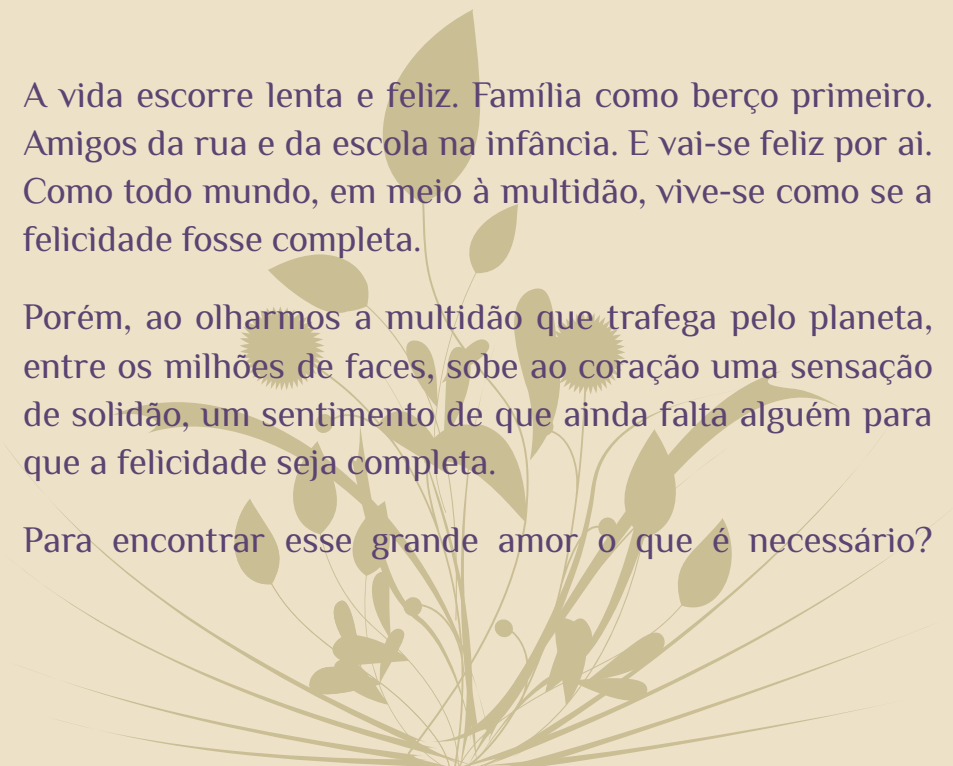 A vida escorre lenta e feliz. Família como berço primeiro.
Amigos da rua e da escola na infância. E vai-se feliz por ai.
Como todo mundo, em meio à multidão, vive-se como se a
felicidade fosse completa.
Porém, ao olharmos a multidão que trafega pelo planeta,
entre os milhões de faces, sobe ao coração uma sensação
de solidão, um sentimento de que ainda falta alguém para
que a felicidade seja completa.
Para encontrar esse grande amor o que é necessário?